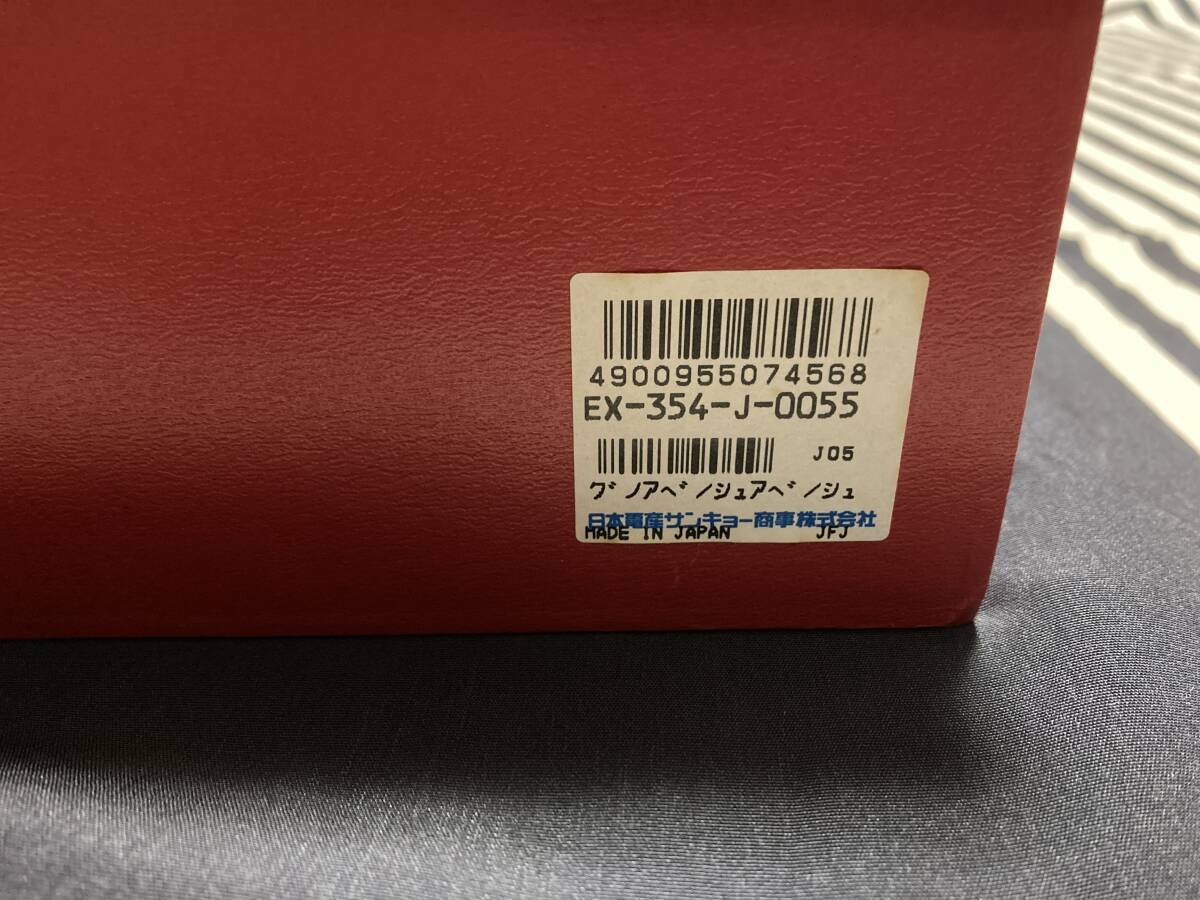 4900955074568
EX-354-J-0055
J05
グノアベ/シュアベ/シュ
日本電産サンキョー商事株式会社
MADE IN JAPAN JFJ